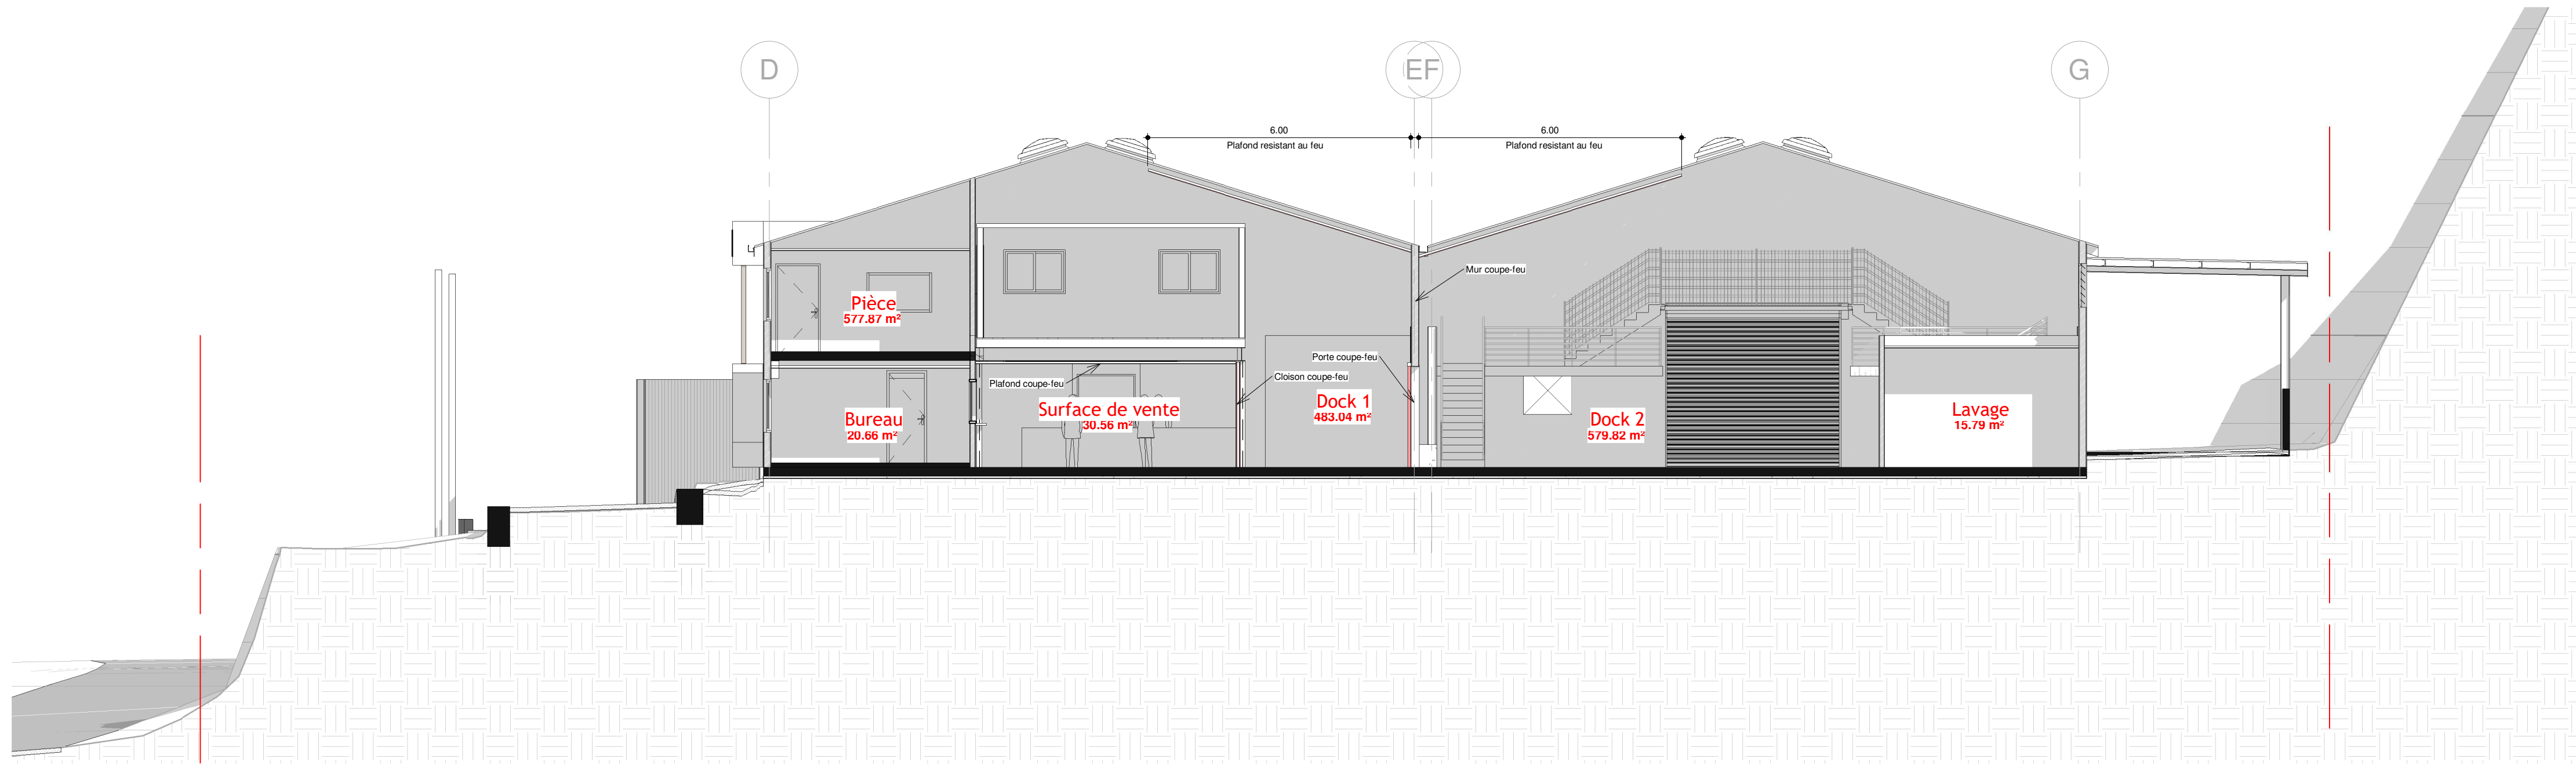 D
E
F
G
6.00
Plafond resistant au feu
6.00
Plafond resistant au feu
Mur coupe-feu
Pièce
577.87 m²
Porte coupe-feu
Plafond coupe-feu
Cloison coupe-feu
Bureau
20.66 m²
Surface de vente
30.56 m²
Dock 1
483.04 m²
Dock 2
579.82 m²
Lavage
15.79 m²